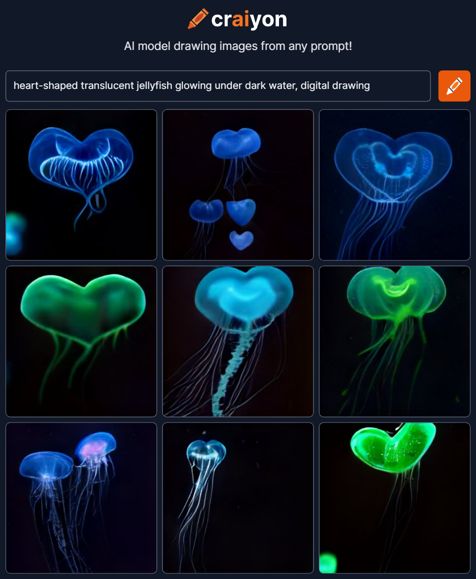 craiyon
AI model drawing images from any prompt!
heart-shaped translucent jellyfish glowing under dark water, digital drawing